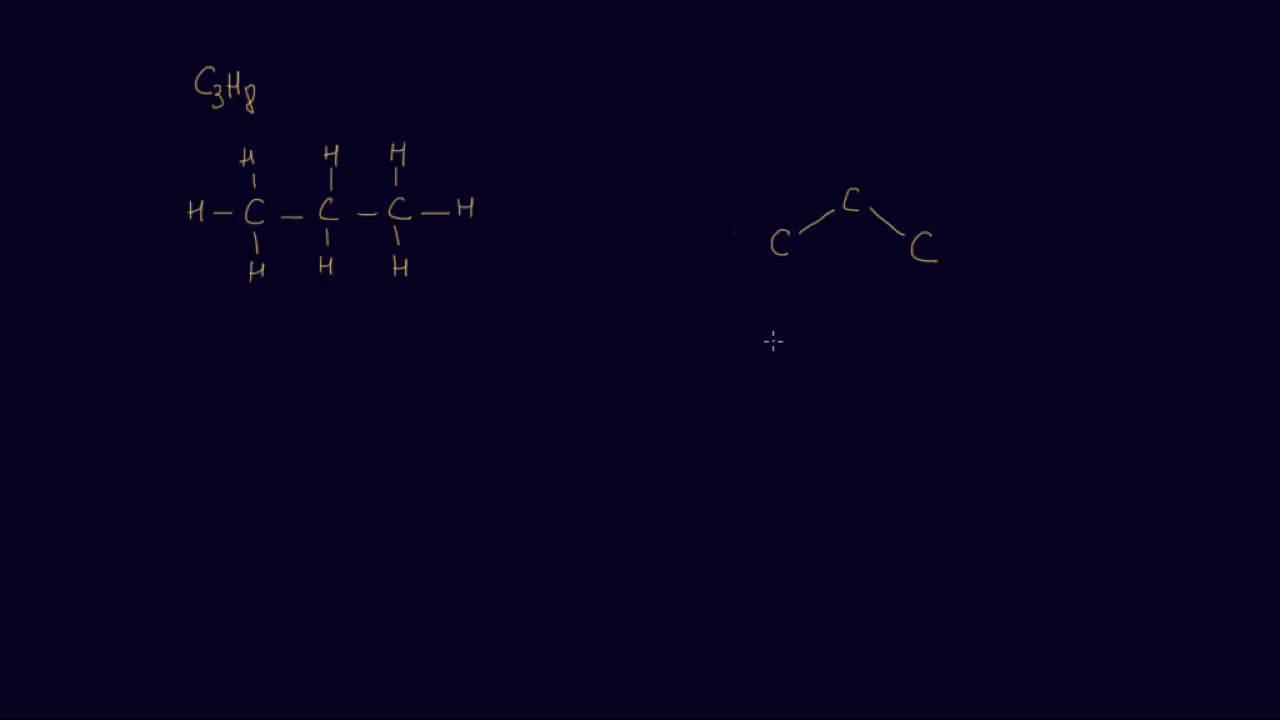 C3H8
H H H
H – C – C – C – H
H H H
C
C C